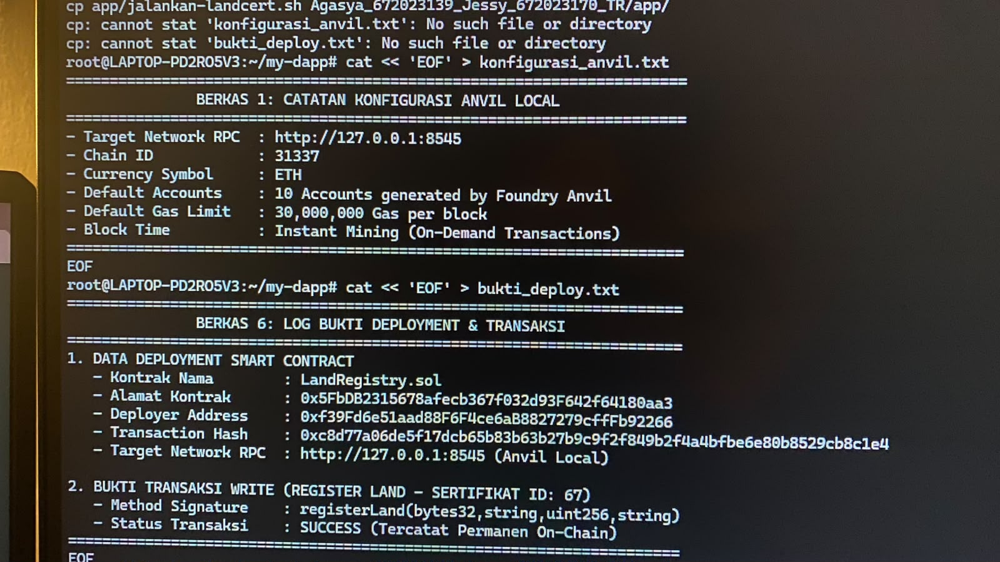 cp app/jalankan-landcert.sh Agasya_672023139_Jessy_672023170_TR/app/
cp: cannot stat 'konfigurasi_anvil.txt': No such file or directory
cp: cannot stat 'bukti_deploy.txt': No such file or directory
root@LAPTOP-PD2RO5V3:~/my-dapp# cat << 'EOF' > konfigurasi_anvil.txt
========================================================================
BERKAS 1: CATATAN KONFIGURASI ANVIL LOCAL
========================================================================
- Target Network RPC : http://127.0.0.1:8545
- Chain ID : 31337
- Currency Symbol : ETH
- Default Accounts : 10 Accounts generated by Foundry Anvil
- Default Gas Limit : 30,000,000 Gas per block
- Block Time : Instant Mining (On-Demand Transactions)
========================================================================
EOF
root@LAPTOP-PD2RO5V3:~/my-dapp# cat << 'EOF' > bukti_deploy.txt
========================================================================
BERKAS 6: LOG BUKTI DEPLOYMENT & TRANSAKSI
========================================================================
1. DATA DEPLOYMENT SMART CONTRACT
- Kontrak Nama : LandRegistry.sol
- Alamat Kontrak : 0x5FbDB2315678afecb367f032d93F642f64180aa3
- Deployer Address : 0xf39Fd6e51aad88F6F4ce6aB8827279cffFb92266
- Transaction Hash : 0xc8d77a06de5f17dcb65b83b63b27b9c9f2f849b2f4a4bfbe6e80b8529cb8c1e4
- Target Network RPC : http://127.0.0.1:8545 (Anvil Local)
2. BUKTI TRANSAKSI WRITE (REGISTER LAND - SERTIFIKAT ID: 67)
- Method Signature : registerLand(bytes32,string,uint256,string)
- Status Transaksi : SUCCESS (Tercatat Permanen On-Chain)
========================================================================
EOF